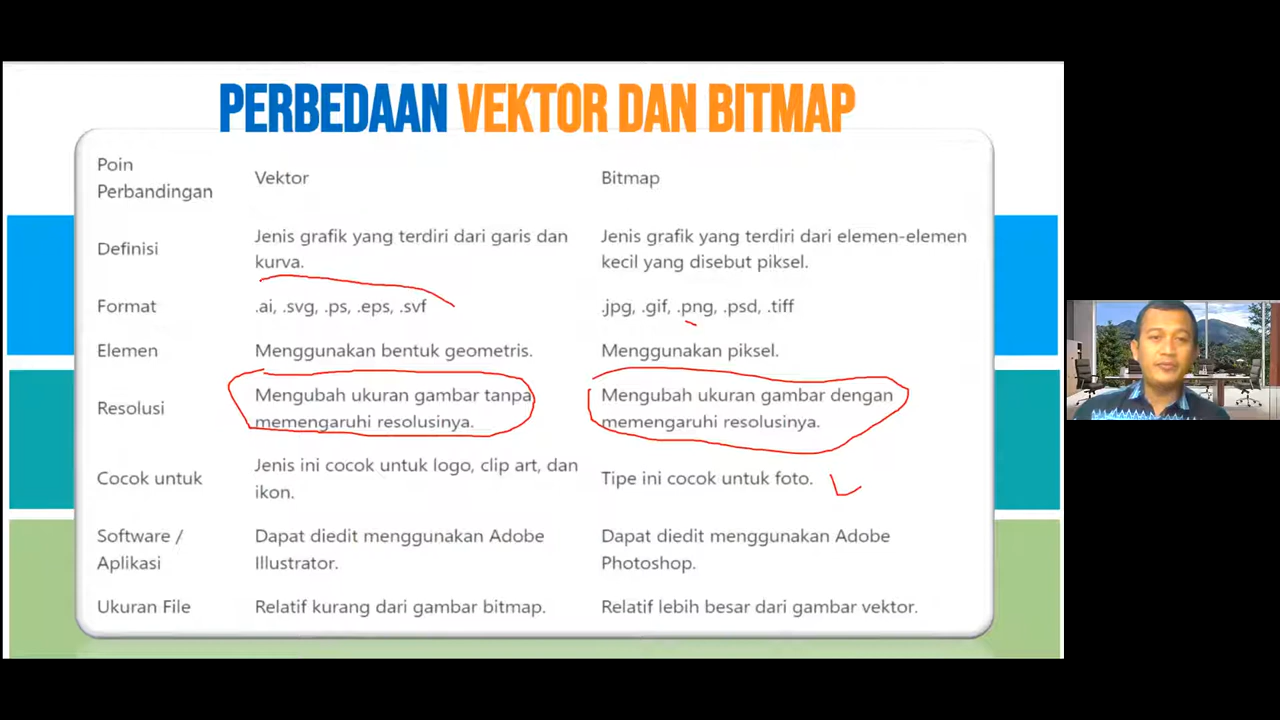 PERBEDAAN VEKTOR DAN BITMAP
Poin
Perbandingan
Vektor
Bitmap
Definisi
Jenis grafik yang terdiri dari garis dan
kurva.
Jenis grafik yang terdiri dari elemen-elemen
kecil yang disebut piksel.
Format
.ai, .svg, .ps, .eps, .svf
.jpg, .gif, .png, .psd, .tiff
Elemen
Menggunakan bentuk geometris.
Menggunakan piksel.
Resolusi
Mengubah ukuran gambar tanpa
memengaruhi resolusinya.
Mengubah ukuran gambar dengan
memengaruhi resolusinya.
Cocok untuk
Jenis ini cocok untuk logo, clip art, dan
ikon.
Tipe ini cocok untuk foto.
Software /
Aplikasi
Dapat diedit menggunakan Adobe
Illustrator.
Dapat diedit menggunakan Adobe
Photoshop.
Ukuran File
Relatif kurang dari gambar bitmap.
Relatif lebih besar dari gambar vektor.